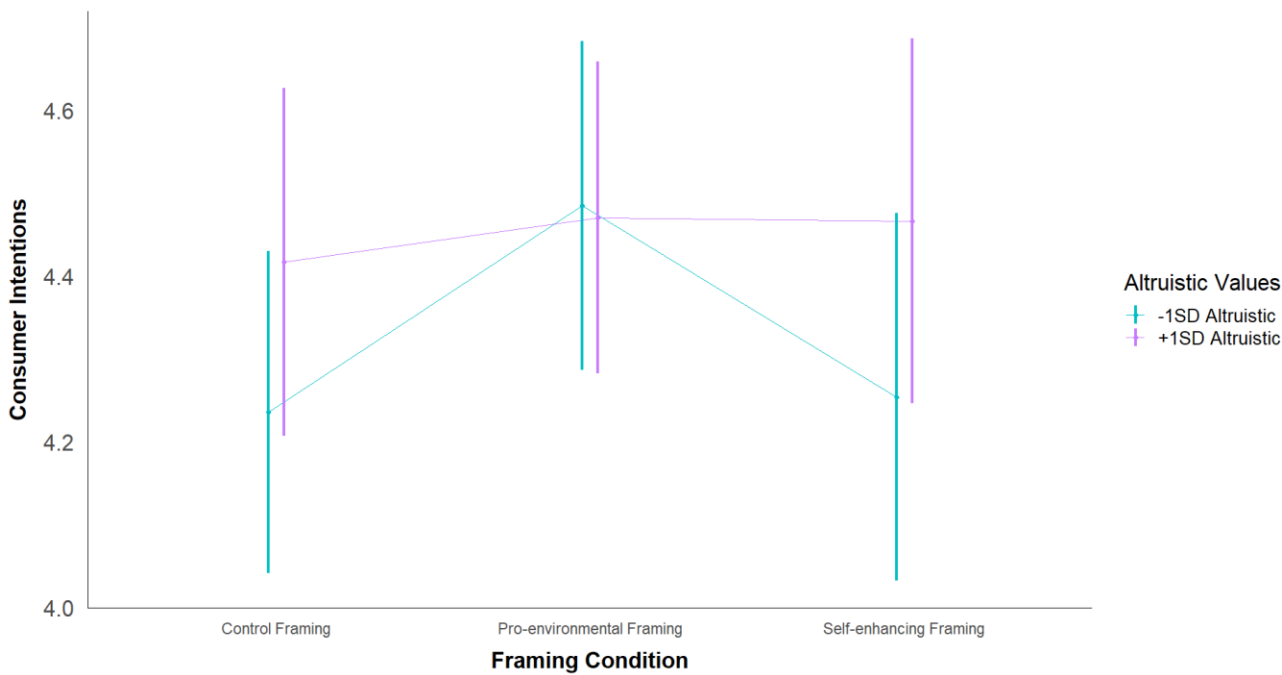 Consumer Intentions
4.6
4.4
4.2
4.0
Control Framing
Pro-environmental Framing
Self-enhancing Framing
Framing Condition
Altruistic Values
-1SD Altruistic
+1SD Altruistic